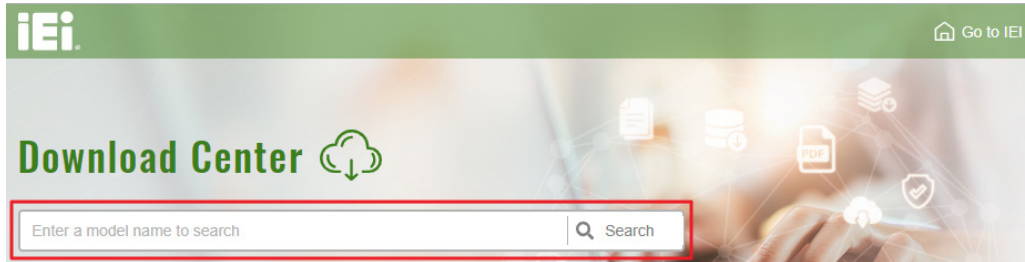 iEi.
Go to IEI
PDF
Download Center
Enter a model name to search
Search